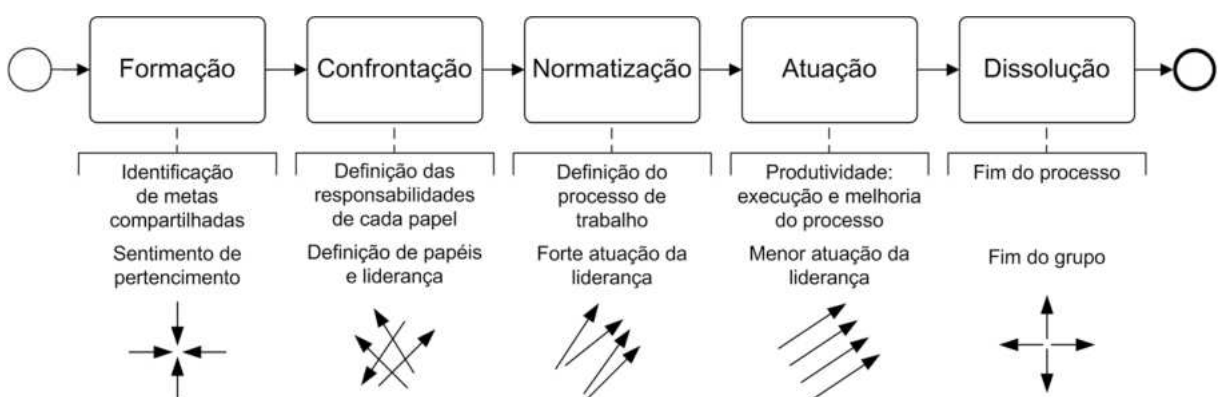 Formação
Confrontação
Normatização
Atuação
Dissolução
Identificação
de metas
compartilhadas
Sentimento de
pertencimento
Definição das
responsabilidades
de cada papel
Definição de papéis
e liderança
Definição do
processo de
trabalho
Forte atuação da
liderança
Produtividade:
execução e melhoria
do processo
Menor atuação da
liderança
Fim do processo
Fim do grupo